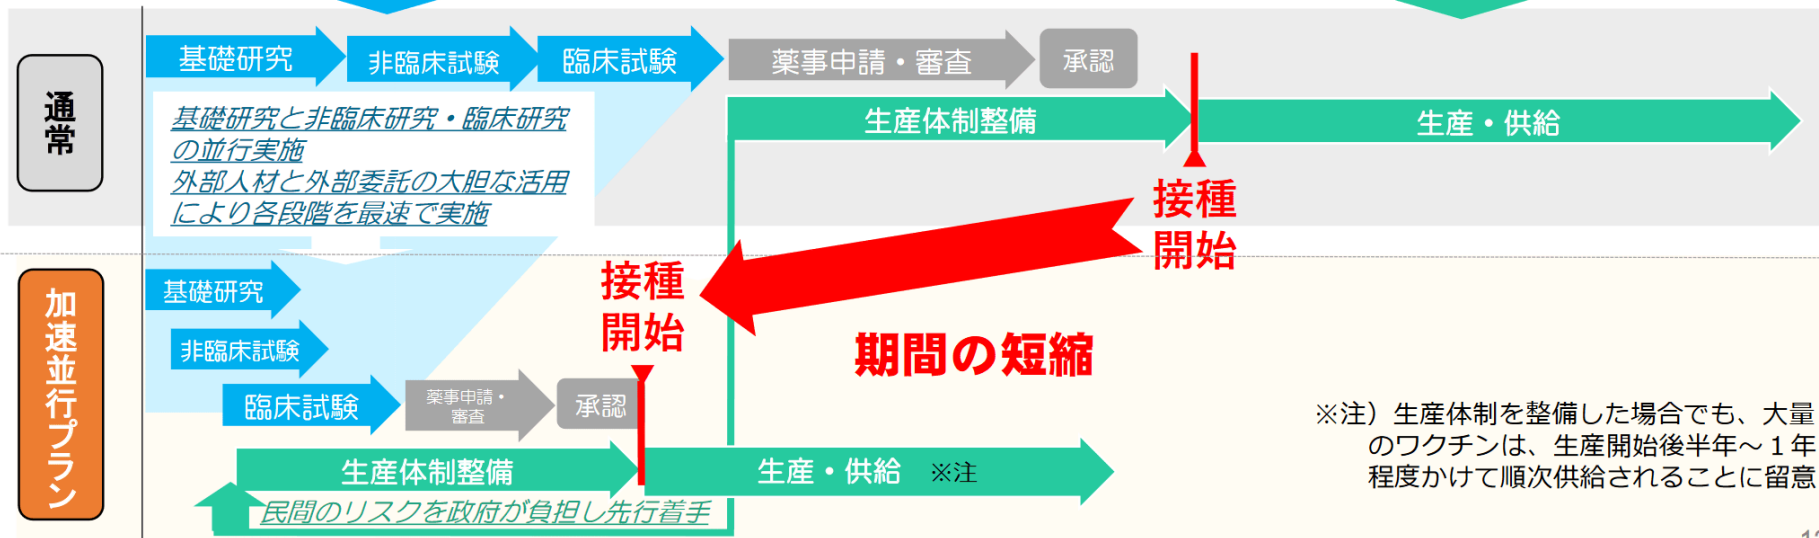 通常
基礎研究
非臨床試験
臨床試験
薬事申請・審査
承認
生産体制整備
生産・供給
基礎研究と非臨床研究・臨床研究
の並行実施
外部人材と外部委託の大胆な活用
により各段階を最速で実施
接種
開始
加速並行プラン
基礎研究
非臨床試験
臨床試験
薬事申請・
審査
承認
接種
開始
期間の短縮
生産体制整備
生産・供給 ※注
民間のリスクを政府が負担し先行着手
※注）生産体制を整備した場合でも、大量
のワクチンは、生産開始後半年～１年
程度かけて順次供給されることに留意